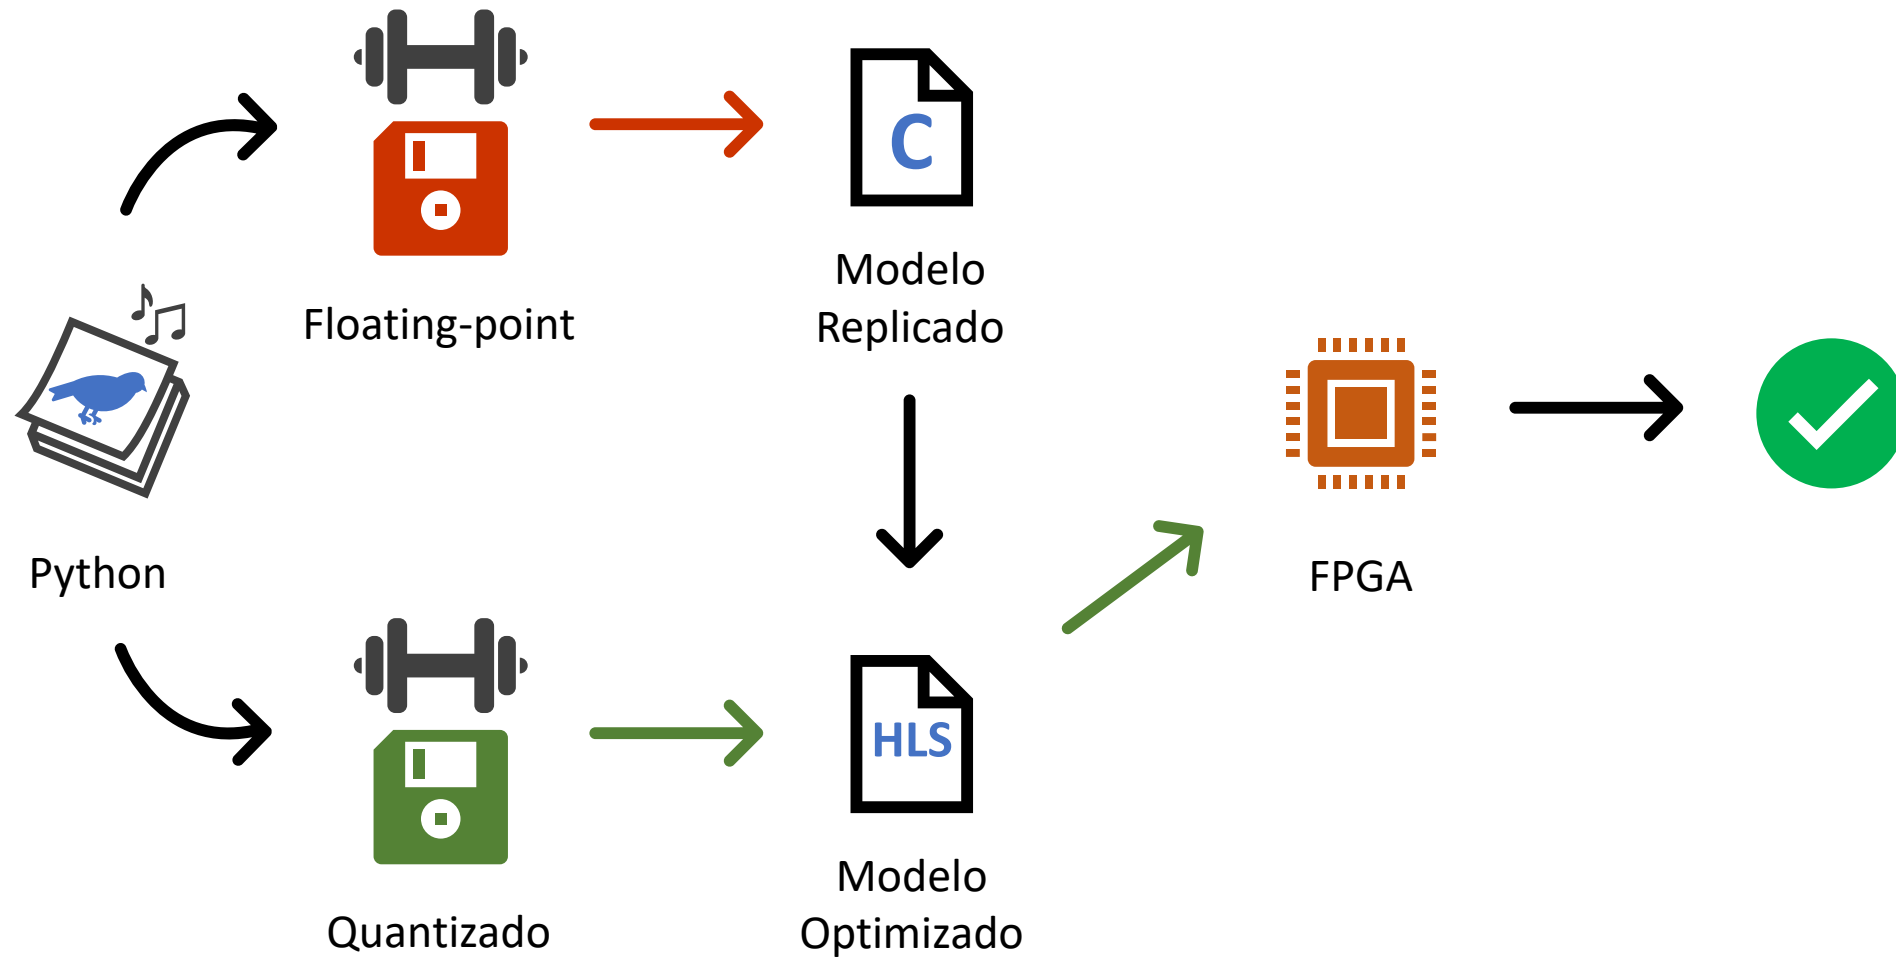 Python
Floating-point
C
Modelo
Replicado
Quantizado
HLS
Modelo
Optimizado
FPGA